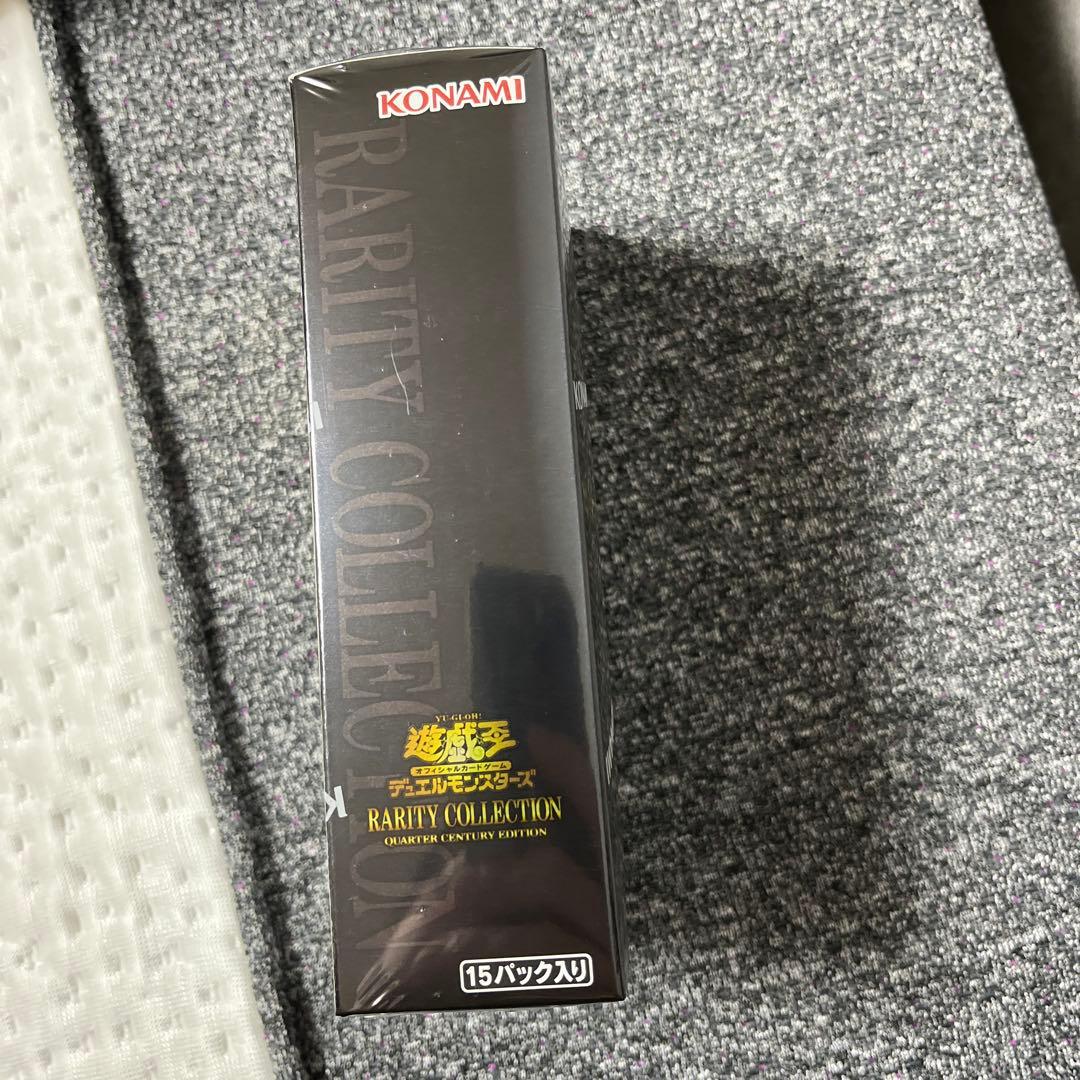 KONAMI
RARITY COLLECTION
YU-GI-OH!
遊戯王
オフィシャルカードゲーム
デュエルモンスターズ
RARITY COLLECTION
QUARTER CENTURY EDITION
15パック入り